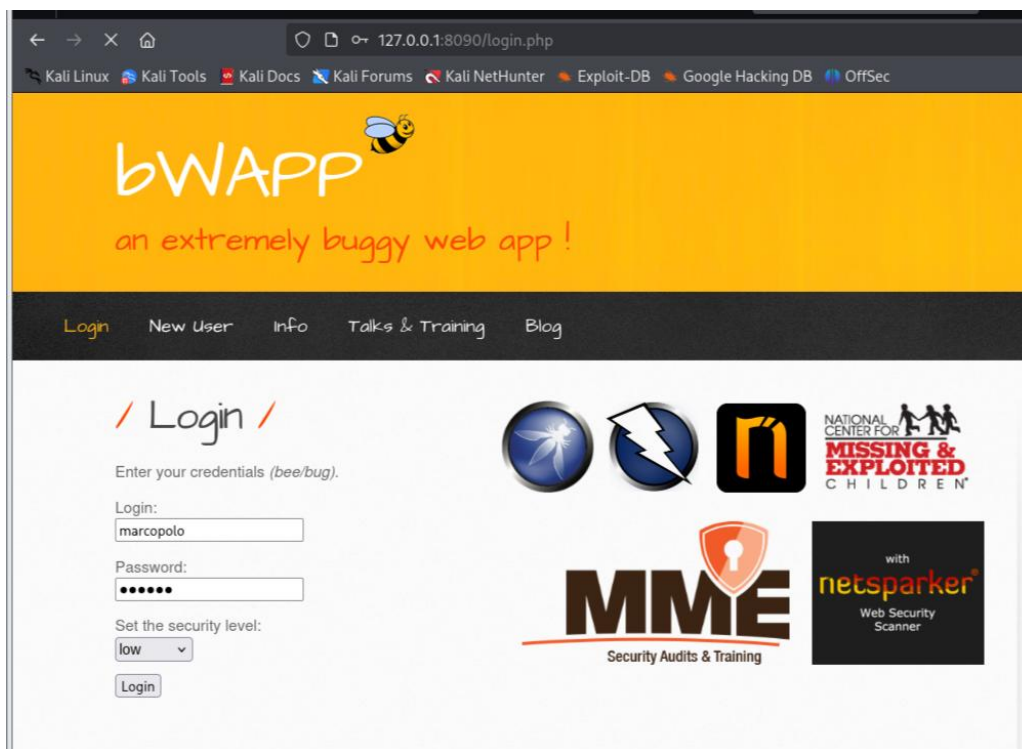 127.0.0.1:8090/login.php
Kali Linux Kali Tools Kali Docs Kali Forums Kali NetHunter Exploit-DB Google Hacking DB OffSec
bWAPP
an extremely buggy web app !
Login New User Info Talks & Training Blog
/ Login /
Enter your credentials (bee/bug).
Login:
marcopolo
Password:
••••••
Set the security level:
low
Login
n
NATIONAL
CENTER FOR
MISSING &
EXPLOITED
CHILDREN®
MME
Security Audits & Training
with
netsparker®
Web Security
Scanner